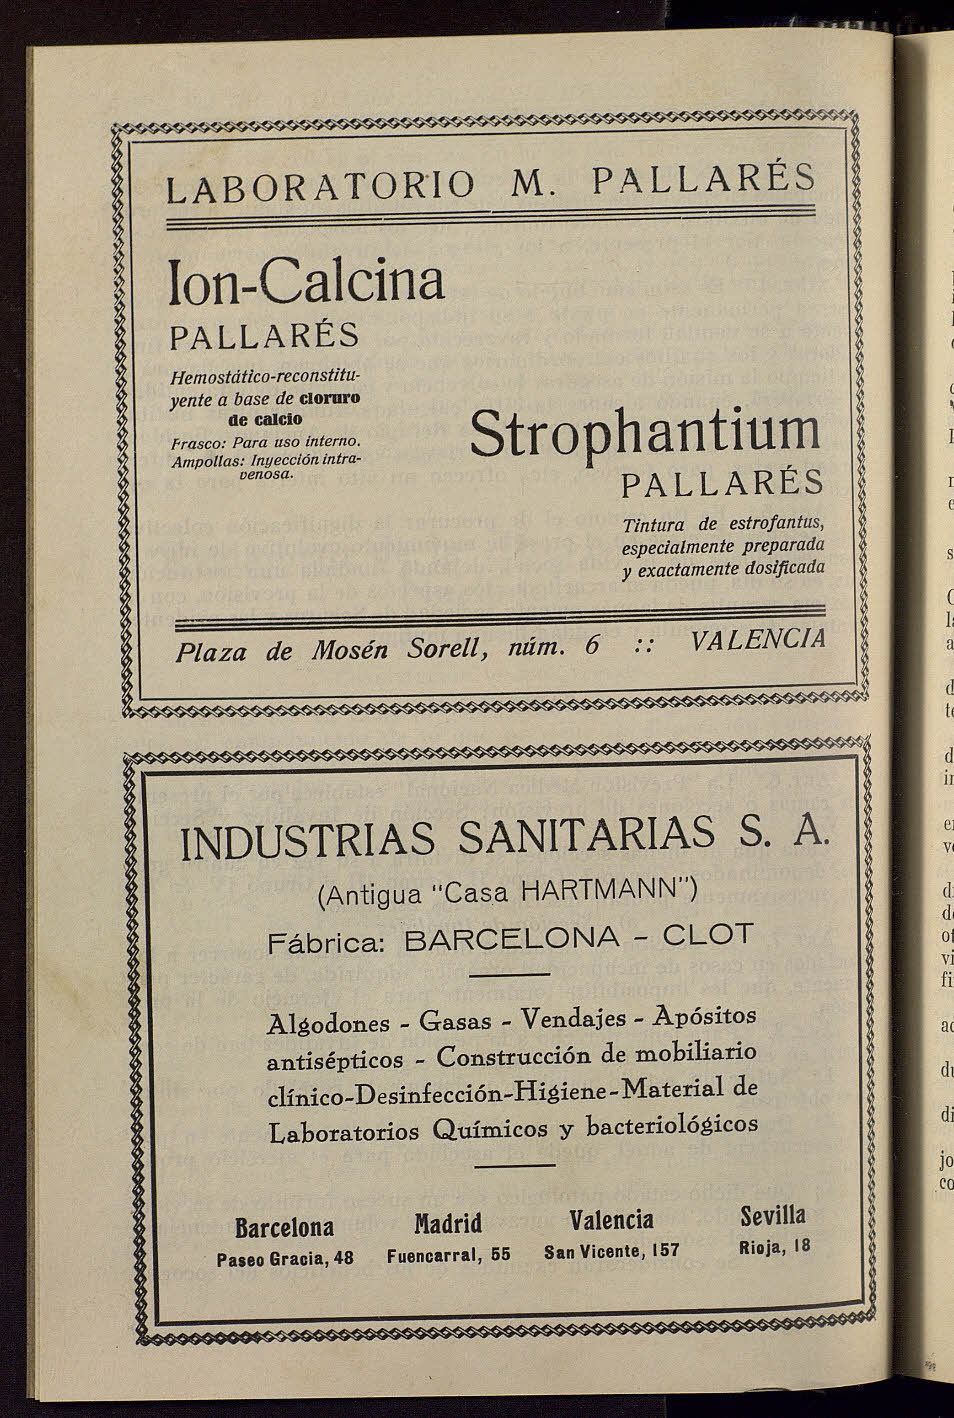 LABORATORIO M. PALLARÉS
Ion-Calcina
PALLARÉS
Hemostático-reconstitu-
yente a base de cloruro
de calcio
Frasco: Para uso interno.
Ampollas: Inyección intra-
venosa.
Strophantium
PALLARÉS
Tintura de estrofantus,
especialmente preparada
y exactamente dosificada
Plaza de Mosén Sorell, núm. 6 :: VALENCIA
INDUSTRIAS SANITARIAS S. A.
(Antigua "Casa HARTMANN")
Fábrica: BARCELONA - CLOT
Algodones - Gasas - Vendajes - Apósitos
antisépticos - Construcción de mobiliario
clínico-Desinfección-Higiene-Material de
Laboratorios Químicos y bacteriológicos
Barcelona
Paseo Gracia, 48
Madrid
Fuencarral, 55
Valencia
San Vicente, 157
Sevilla
Rioja, 18